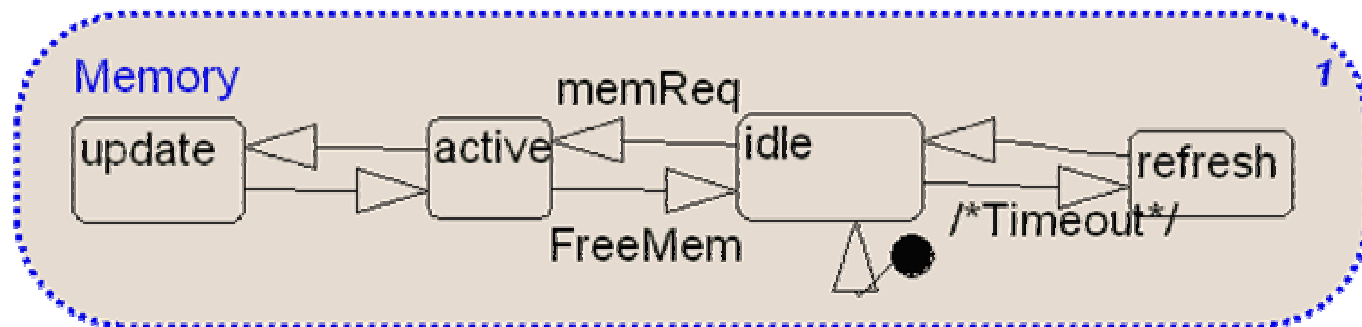 Memory
1
memReq
update
active
idle
refresh
FreeMem
/*Timeout*/